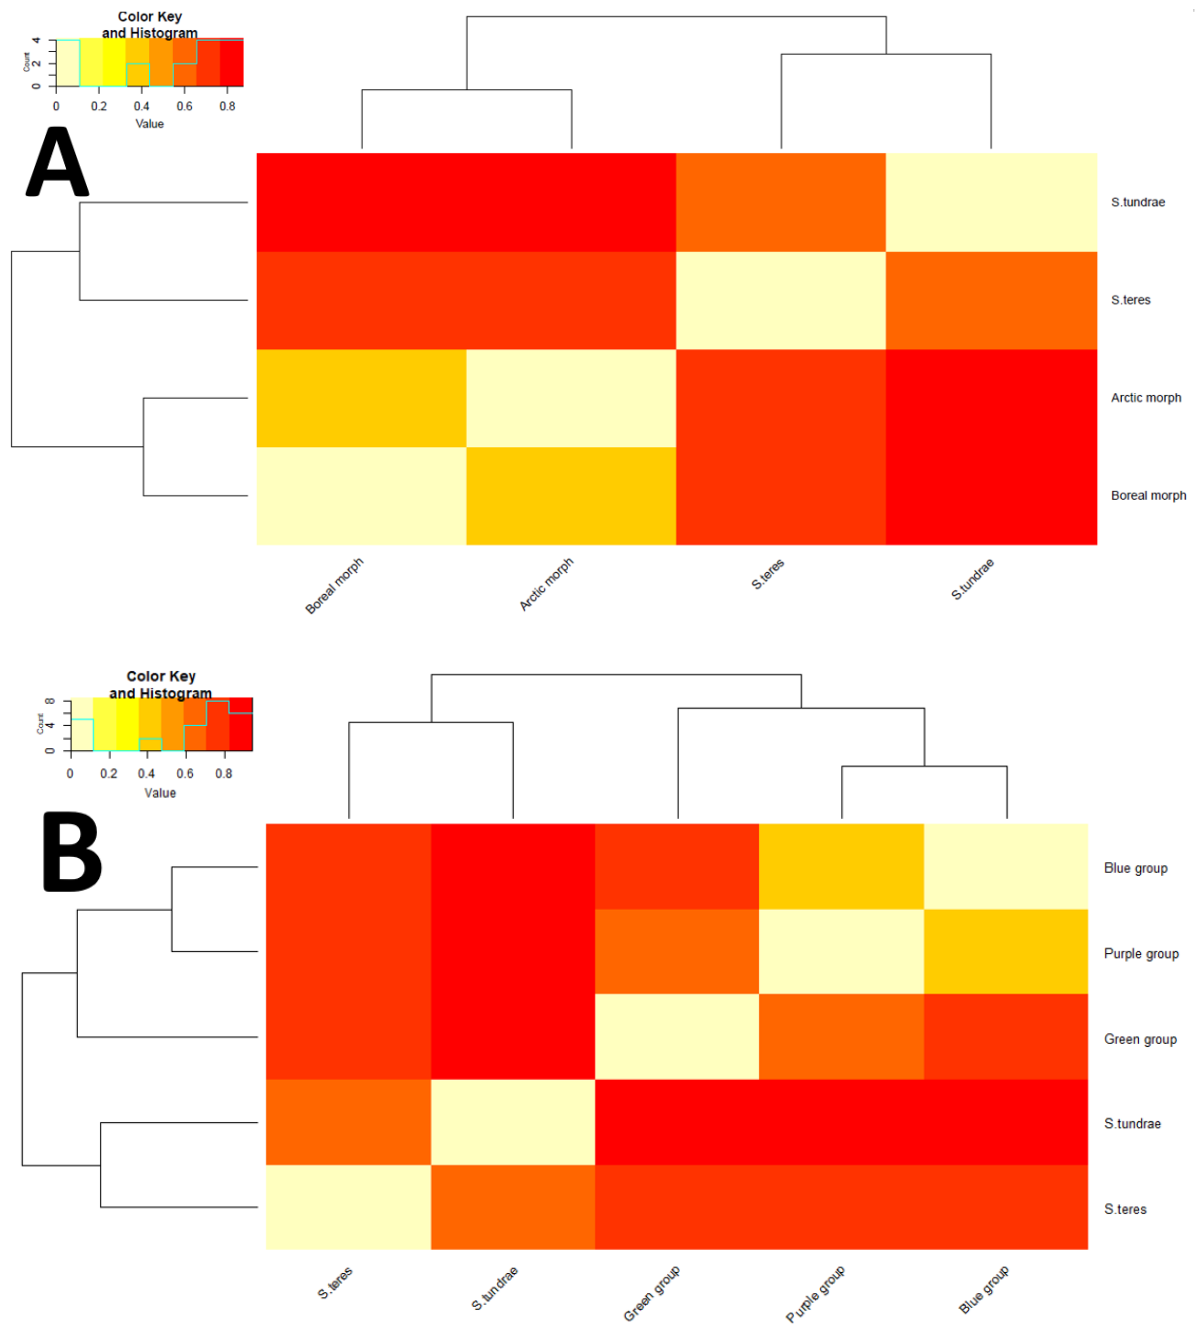 Color Key
and Histogram
Count
0 2 4
0 0.2 0.4 0.6 0.8
Value
A
S.tundrae
S.teres
Arctic morph
Boreal morph
Boreal morph
Arctic morph
S.teres
S.tundrae
Color Key
and Histogram
Count
0 4 8
0 0.2 0.4 0.6 0.8
Value
B
Blue group
Purple group
Green group
S.tundrae
S.teres
S.teres
S.tundrae
Green group
Purple group
Blue group